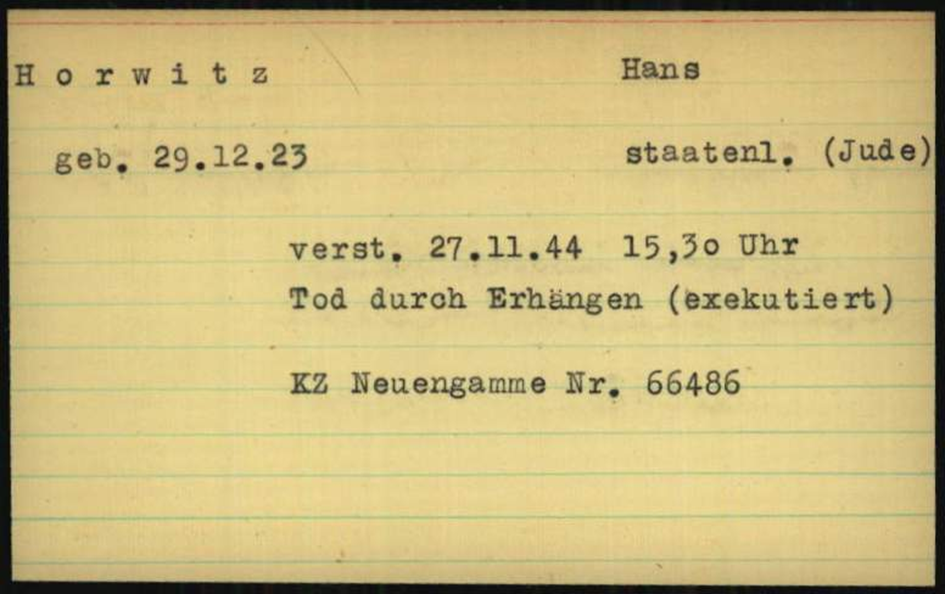 Horwitz Hans
geb. 29.12.23 staatenl. (Jude)
verst. 27.11.44 15,3o Uhr
Tod durch Erhängen (exekutiert)
KZ Neuengamme Nr. 66486